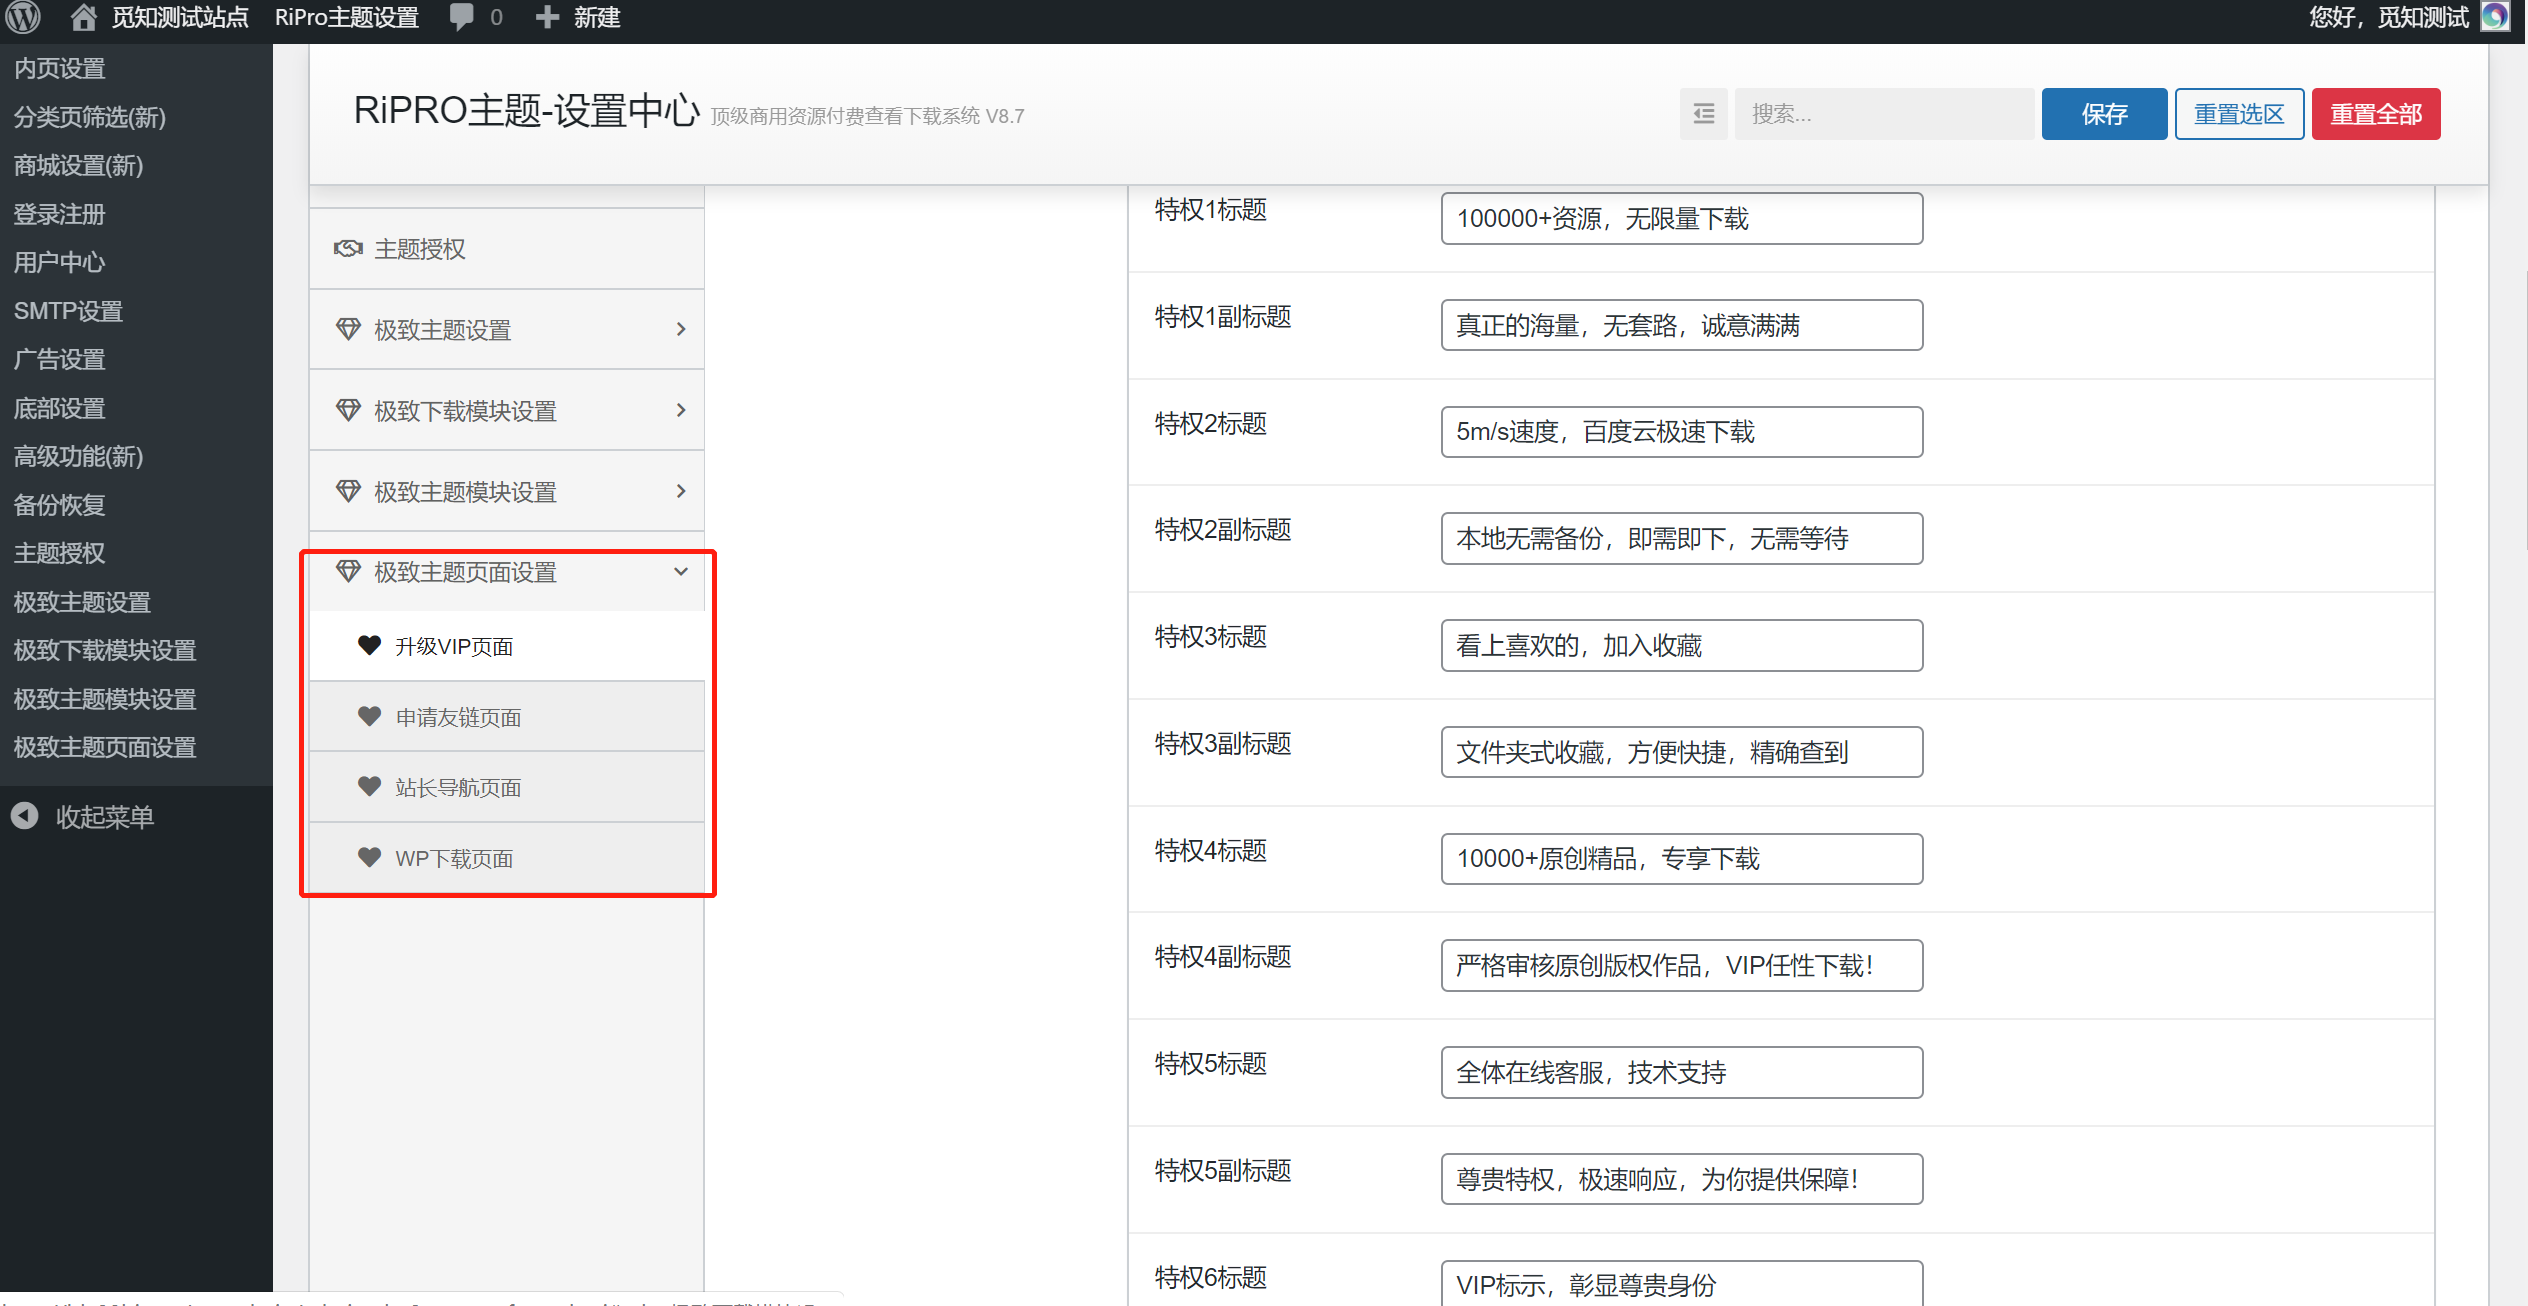 觅知测试站点 RiPro主题设置 0 新建 您好，觅知测试
内页设置
分类页筛选(新)
商城设置(新)
登录注册
用户中心
SMTP设置
广告设置
底部设置
高级功能(新)
备份恢复
主题授权
极致主题设置
极致下载模块设置
极致主题模块设置
极致主题页面设置
收起菜单
RiPRO主题-设置中心 顶级商用资源付费查看下载系统 V8.7
搜索... 保存 重置选区 重置全部
主题授权
极致主题设置
极致下载模块设置
极致主题模块设置
极致主题页面设置
升级VIP页面
申请友链页面
站长导航页面
WP下载页面
特权1标题 100000+资源，无限量下载
特权1副标题 真正的海量，无套路，诚意满满
特权2标题 5m/s速度，百度云极速下载
特权2副标题 本地无需备份，即需即下，无需等待
特权3标题 看上喜欢的，加入收藏
特权3副标题 文件夹式收藏，方便快捷，精确查到
特权4标题 10000+原创精品，专享下载
特权4副标题 严格审核原创版权作品，VIP任性下载！
特权5标题 全体在线客服，技术支持
特权5副标题 尊贵特权，极速响应，为你提供保障！
特权6标题 VIP标示，彰显尊贵身份